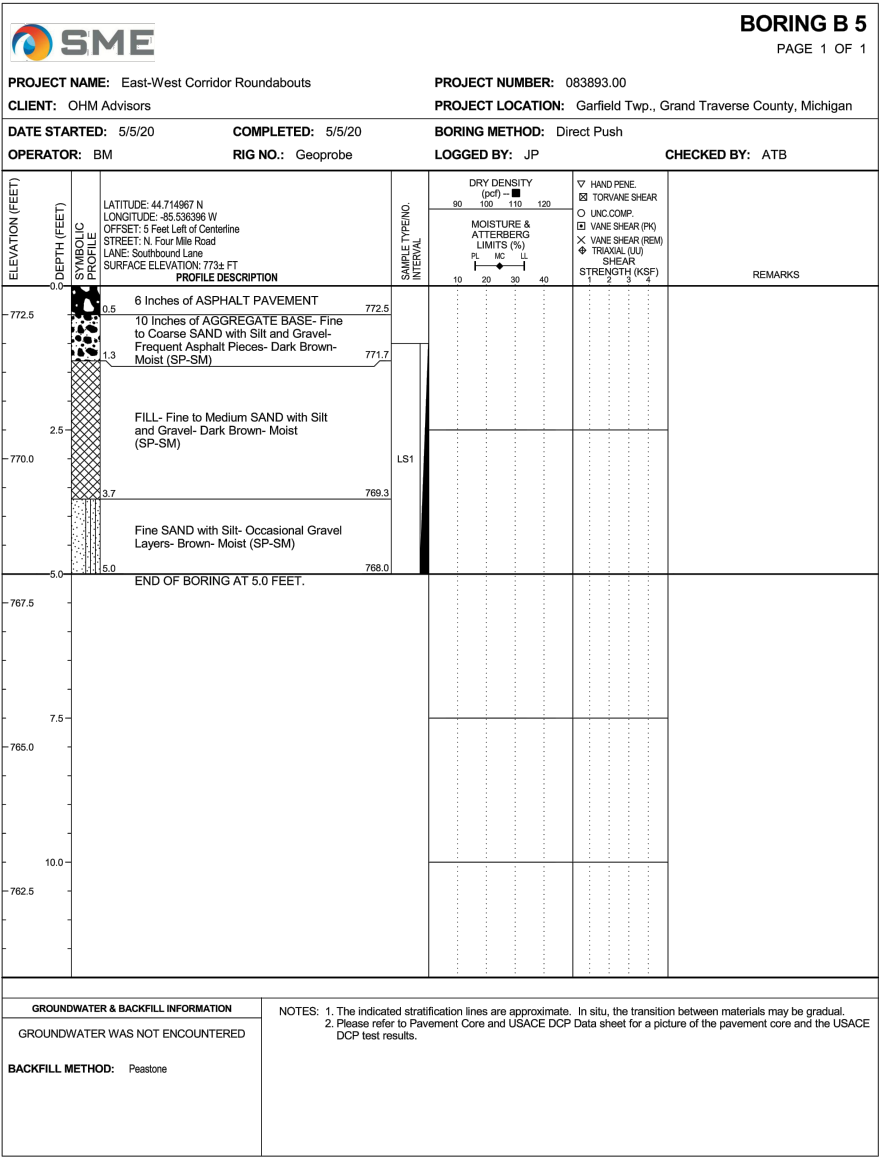 SME
BORING B 5
PAGE 1 OF 1
PROJECT NAME: East-West Corridor Roundabouts
PROJECT NUMBER: 083893.00
CLIENT: OHM Advisors
PROJECT LOCATION: Garfield Twp., Grand Traverse County, Michigan
DATE STARTED: 5/5/20
COMPLETED: 5/5/20
BORING METHOD: Direct Push
OPERATOR: BM
RIG NO.: Geoprobe
LOGGED BY: JP
CHECKED BY: ATB
ELEVATION (FEET)
DEPTH (FEET)
SYMBOLIC
PROFILE
LATITUDE: 44.714967 N
LONGITUDE: -85.536396 W
OFFSET: 5 Feet Left of Centerline
STREET: N. Four Mile Road
LANE: Southbound Lane
SURFACE ELEVATION: 773± FT
PROFILE DESCRIPTION
SAMPLE TYPE/NO.
INTERVAL
DRY DENSITY
(pcf) -- ■
90 100 110 120
MOISTURE &
ATTERBERG
LIMITS (%)
PL MC LL
10 20 30 40
▽ HAND PENE.
⊠ TORVANE SHEAR
○ UNC.COMP.
▣ VANE SHEAR (PK)
✕ VANE SHEAR (REM)
⌖ TRIAXIAL (UU)
SHEAR
STRENGTH (KSF)
1 2 3 4
REMARKS
0.0
6 Inches of ASPHALT PAVEMENT
0.5 772.5
772.5
10 Inches of AGGREGATE BASE- Fine
to Coarse SAND with Silt and Gravel-
Frequent Asphalt Pieces- Dark Brown-
Moist (SP-SM)
1.3 771.7
FILL- Fine to Medium SAND with Silt
and Gravel- Dark Brown- Moist
(SP-SM)
2.5
770.0
LS1
3.7 769.3
Fine SAND with Silt- Occasional Gravel
Layers- Brown- Moist (SP-SM)
5.0 768.0
5.0
END OF BORING AT 5.0 FEET.
767.5
7.5
765.0
10.0
762.5
10 20 30 40
1 2 3 4
GROUNDWATER & BACKFILL INFORMATION
GROUNDWATER WAS NOT ENCOUNTERED
BACKFILL METHOD: Peastone
NOTES: 1. The indicated stratification lines are approximate. In situ, the transition between materials may be gradual.
2. Please refer to Pavement Core and USACE DCP Data sheet for a picture of the pavement core and the USACE
DCP test results.